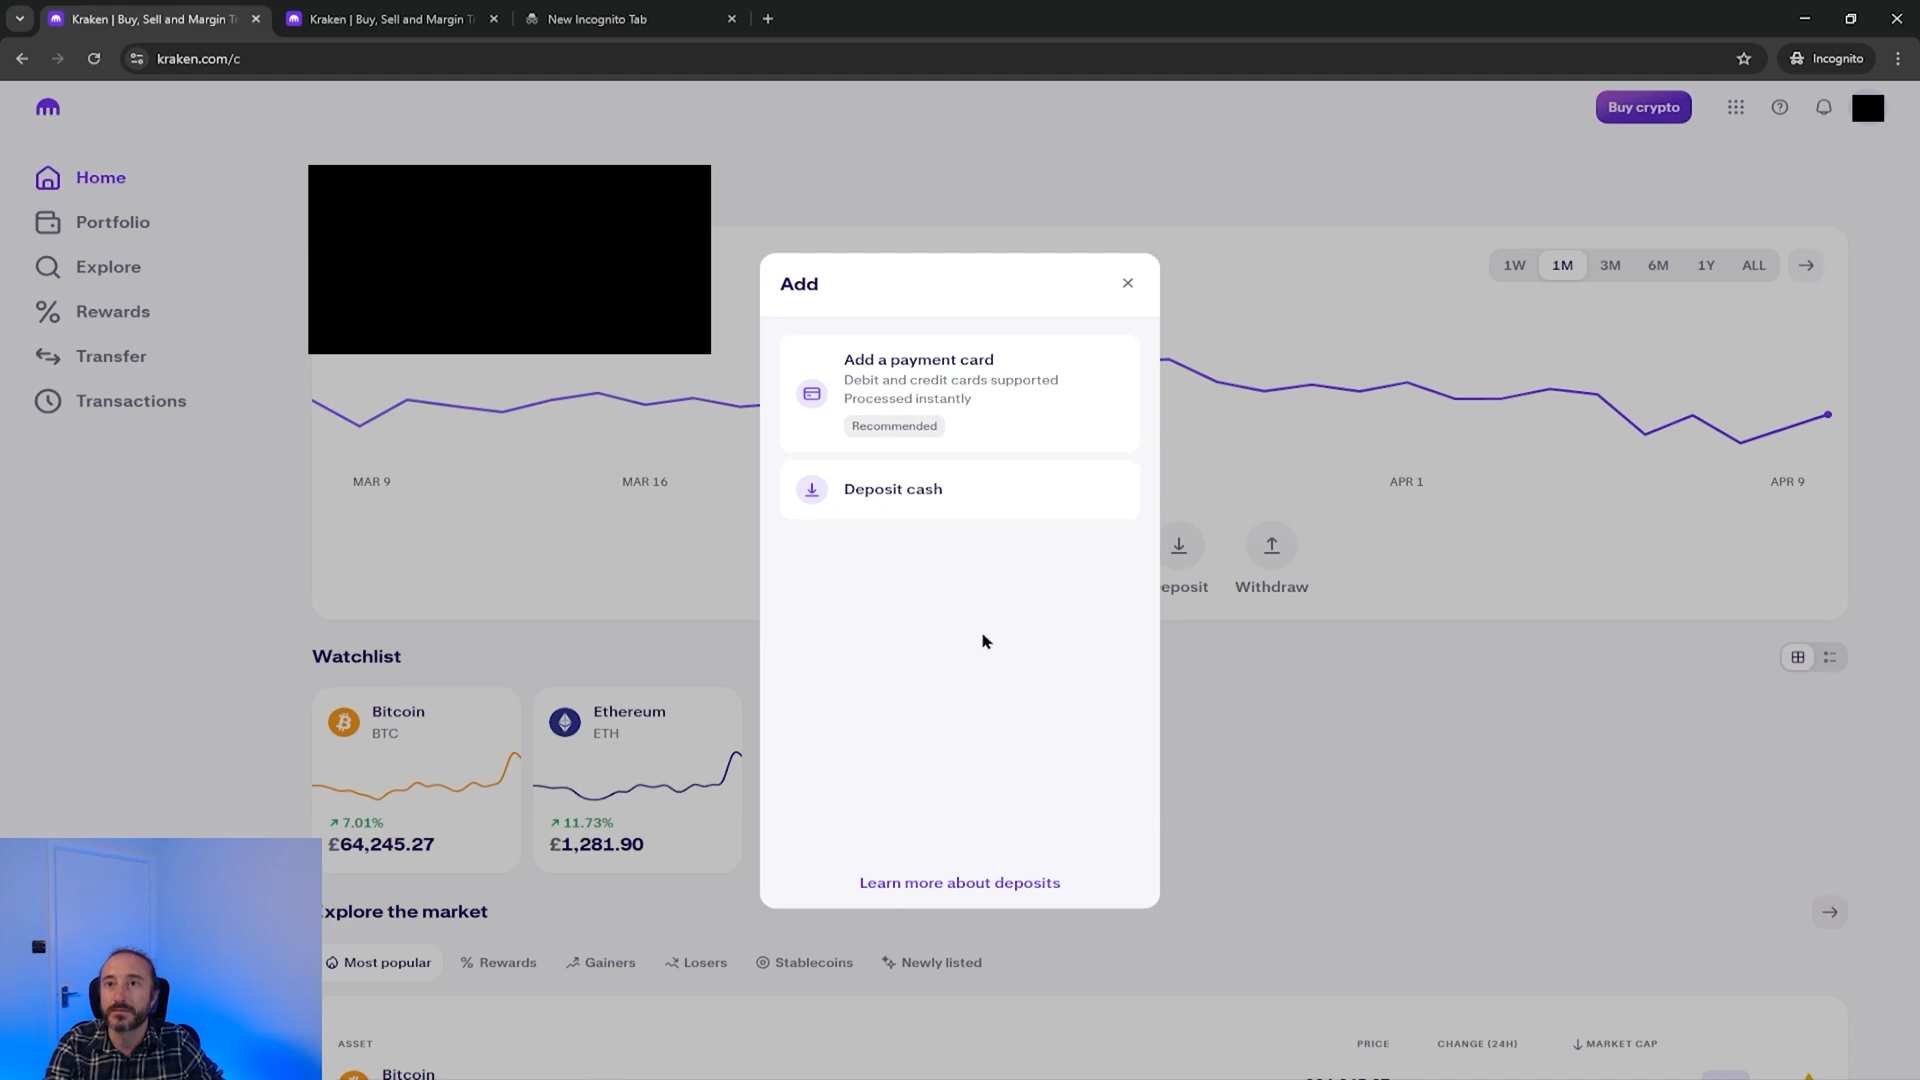 Kraken | Buy, Sell and Margin Tr
Kraken | Buy, Sell and Margin Tr
New Incognito Tab
kraken.com/c
Incognito
Buy crypto
Home
Portfolio
Explore
Rewards
Transfer
Transactions
1W
1M
3M
6M
1Y
ALL
Add
Add a payment card
Debit and credit cards supported
Processed instantly
Recommended
Deposit cash
Learn more about deposits
MAR 9
MAR 16
APR 1
APR 9
eposit
Withdraw
Watchlist
Bitcoin
BTC
7.01%
£64,245.27
Ethereum
ETH
11.73%
£1,281.90
xplore the market
Most popular
Rewards
Gainers
Losers
Stablecoins
Newly listed
ASSET
PRICE
CHANGE (24H)
MARKET CAP
Bitcoin